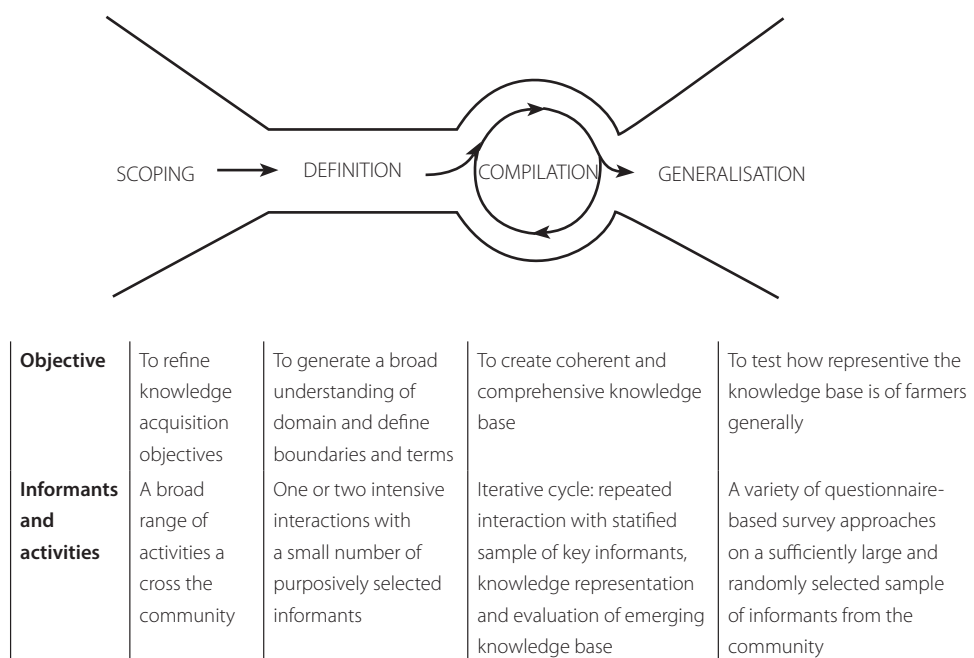 SCOPING
DEFINITION
COMPILATION
GENERALISATION
Objective
To refine
knowledge
acquisition
objectives
To generate a broad
understanding of
domain and define
boundaries and terms
To create coherent and
comprehensive knowledge
base
To test how representive the
knowledge base is of farmers
generally
Informants
and
activities
A broad
range of
activities a
cross the
community
One or two intensive
interactions with
a small number of
purposively selected
informants
Iterative cycle: repeated
interaction with statified
sample of key informants,
knowledge representation
and evaluation of emerging
knowledge base
A variety of questionnaire-
based survey approaches
on a sufficiently large and
randomly selected sample
of informants from the
community